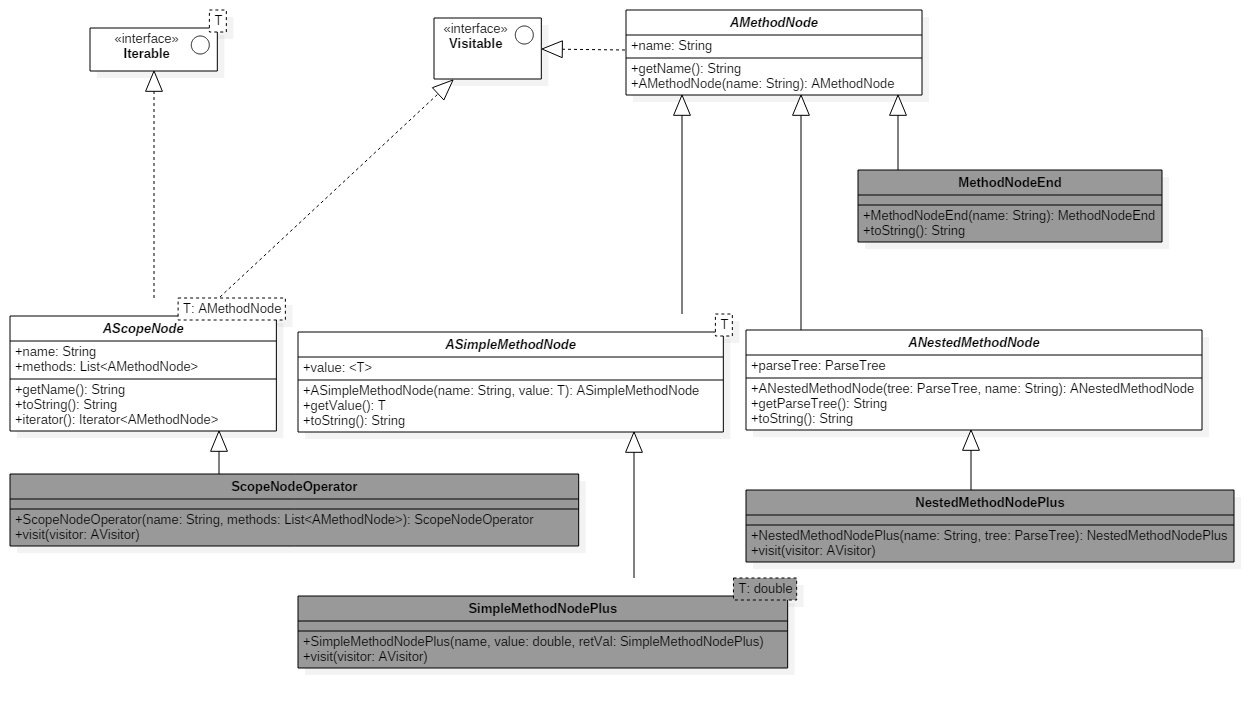 T
«interface»
Iterable
«interface»
Visitable
AMethodNode
+name: String
+getName(): String
+AMethodNode(name: String): AMethodNode
MethodNodeEnd
+MethodNodeEnd(name: String): MethodNodeEnd
+toString(): String
T: AMethodNode
AScopeNode
+name: String
+methods: List<AMethodNode>
+getName(): String
+toString(): String
+iterator(): Iterator<AMethodNode>
T
ASimpleMethodNode
+value: <T>
+ASimpleMethodNode(name: String, value: T): ASimpleMethodNode
+getValue(): T
+toString(): String
ANestedMethodNode
+parseTree: ParseTree
+ANestedMethodNode(tree: ParseTree, name: String): ANestedMethodNode
+getParseTree(): String
+toString(): String
ScopeNodeOperator
+ScopeNodeOperator(name: String, methods: List<AMethodNode>): ScopeNodeOperator
+visit(visitor: AVisitor)
NestedMethodNodePlus
+NestedMethodNodePlus(name: String, tree: ParseTree): NestedMethodNodePlus
+visit(visitor: AVisitor)
T: double
SimpleMethodNodePlus
+SimpleMethodNodePlus(name, value: double, retVal: SimpleMethodNodePlus)
+visit(visitor: AVisitor)